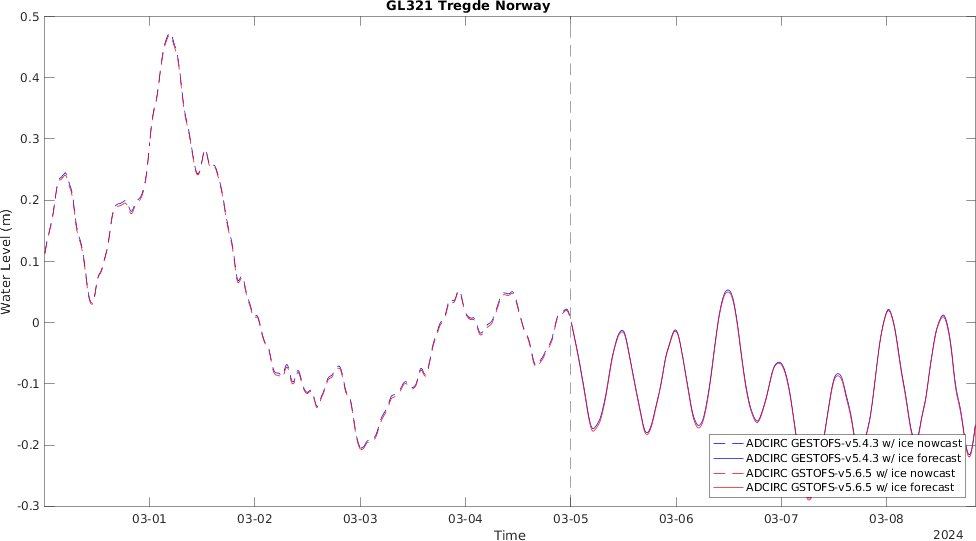 GL321 Tregde Norway
0.5
0.4
0.3
0.2
0.1
0
-0.1
-0.2
-0.3
Water Level (m)
03-01 03-02 03-03 03-04 03-05 03-06 03-07 03-08
Time
2024
ADCIRC GESTOFS-v5.4.3 w/ ice nowcast
ADCIRC GESTOFS-v5.4.3 w/ ice forecast
ADCIRC GSTOFS-v5.6.5 w/ ice nowcast
ADCIRC GSTOFS-v5.6.5 w/ ice forecast